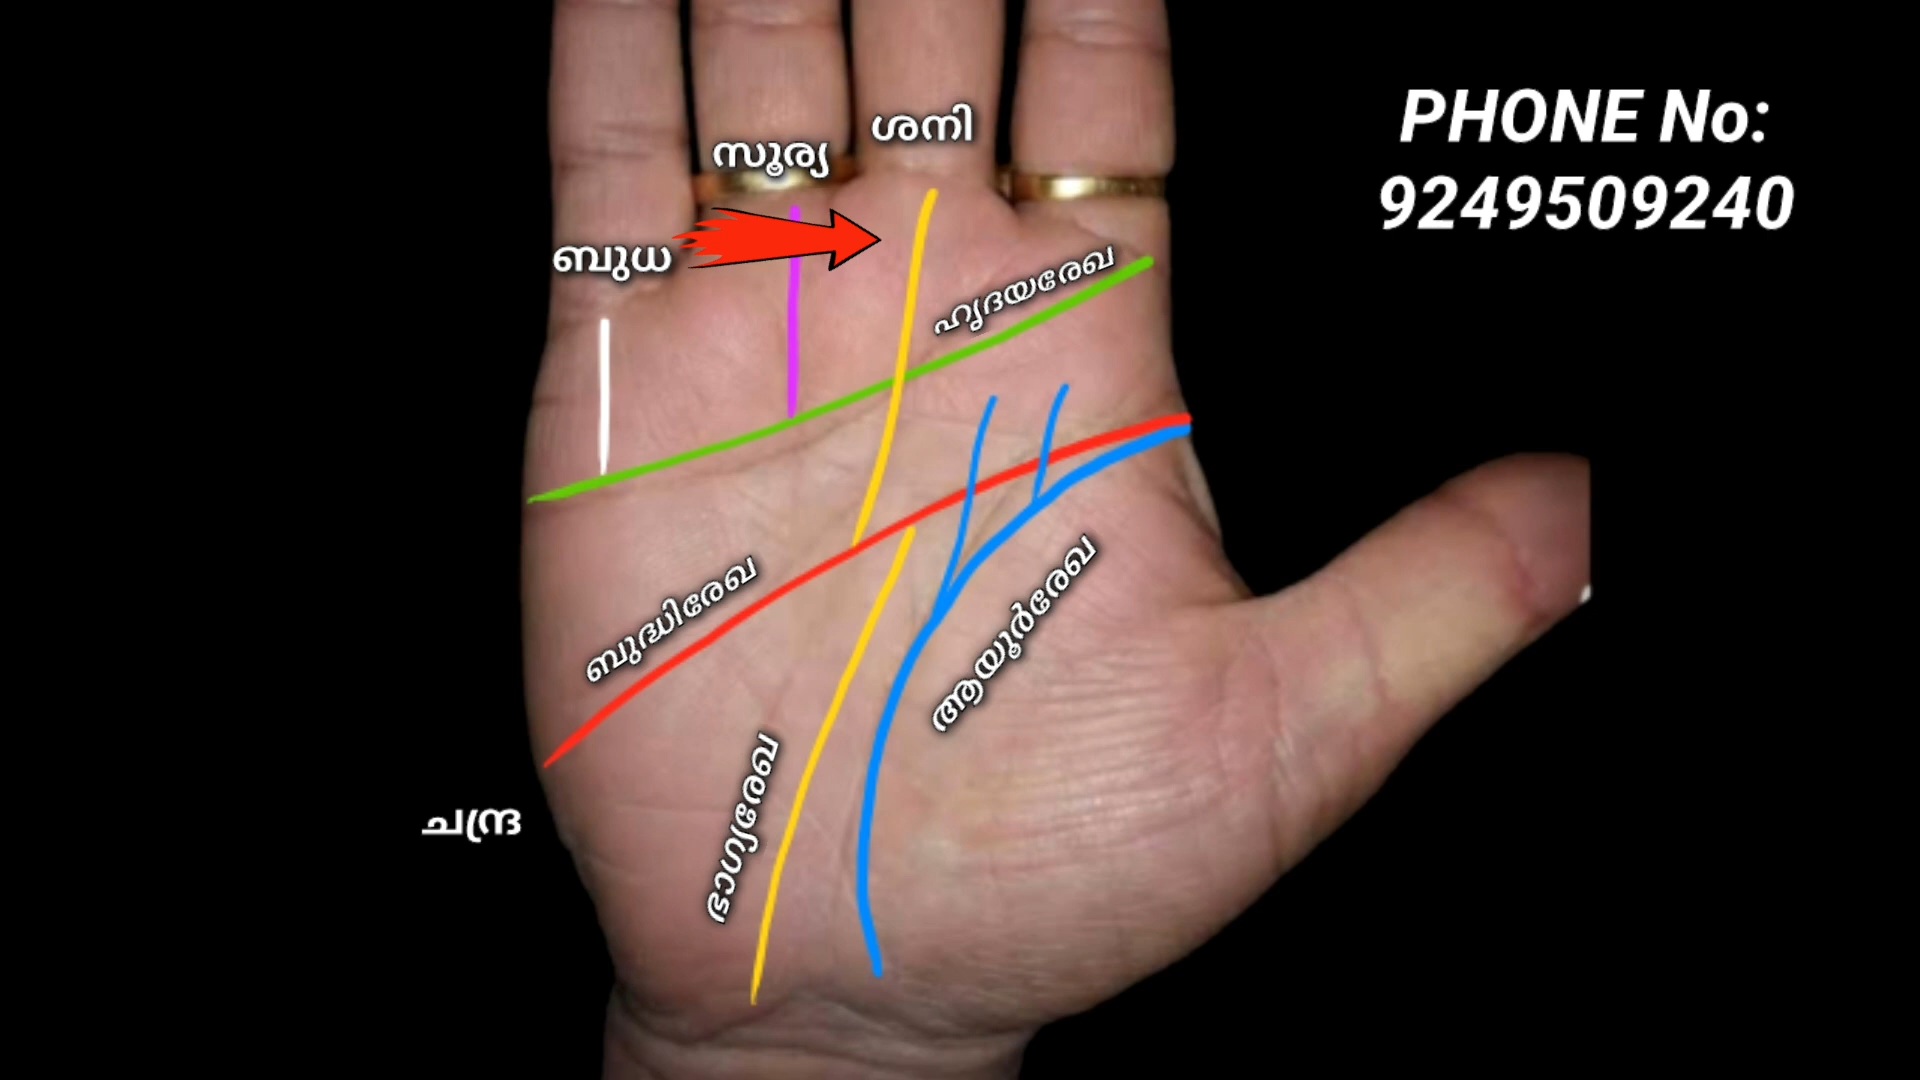 PHONE No:
9249509240
ശനി
സൂര്യ
ബുധ
ഹൃദയരേഖ
ബുദ്ധിരേഖ
ആയൂർരേഖ
ഭാഗ്യരേഖ
ചന്ദ്ര